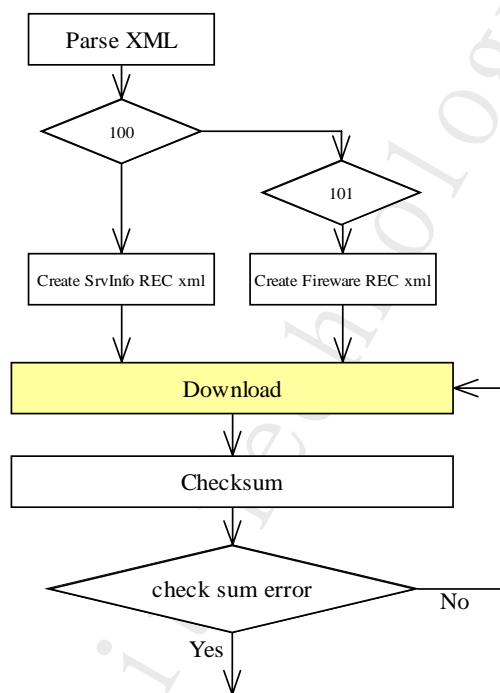 Parse XML
100
101
Create SrvInfo REC xml
Create Fireware REC xml
Download
Checksum
check sum error
No
Yes